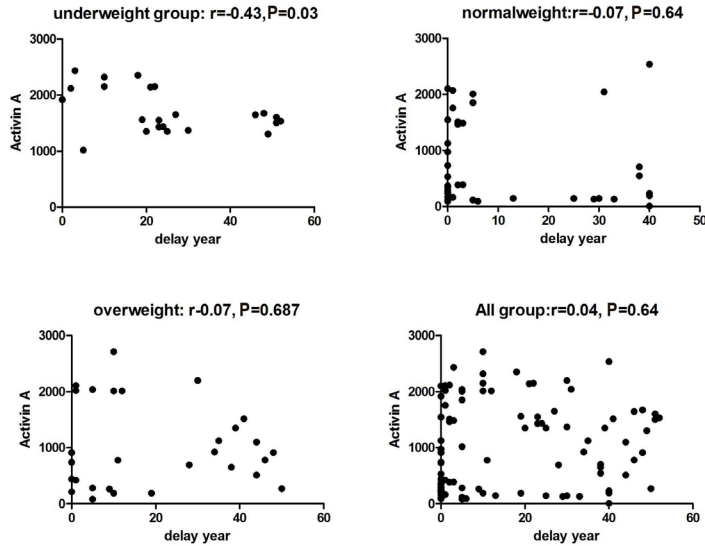 underweight group: r=-0.43,P=0.03
normalweight:r=-0.07, P=0.64
3000
2000
1000
0
Activin A
0 20 40 60
delay year
3000
2000
1000
0
Activin A
0 10 20 30 40 50
delay year
overweight: r-0.07, P=0.687
All group:r=0.04, P=0.64
3000
2000
1000
0
Activin A
0 20 40 60
delay year
3000
2000
1000
0
Activin A
0 20 40 60
delay year